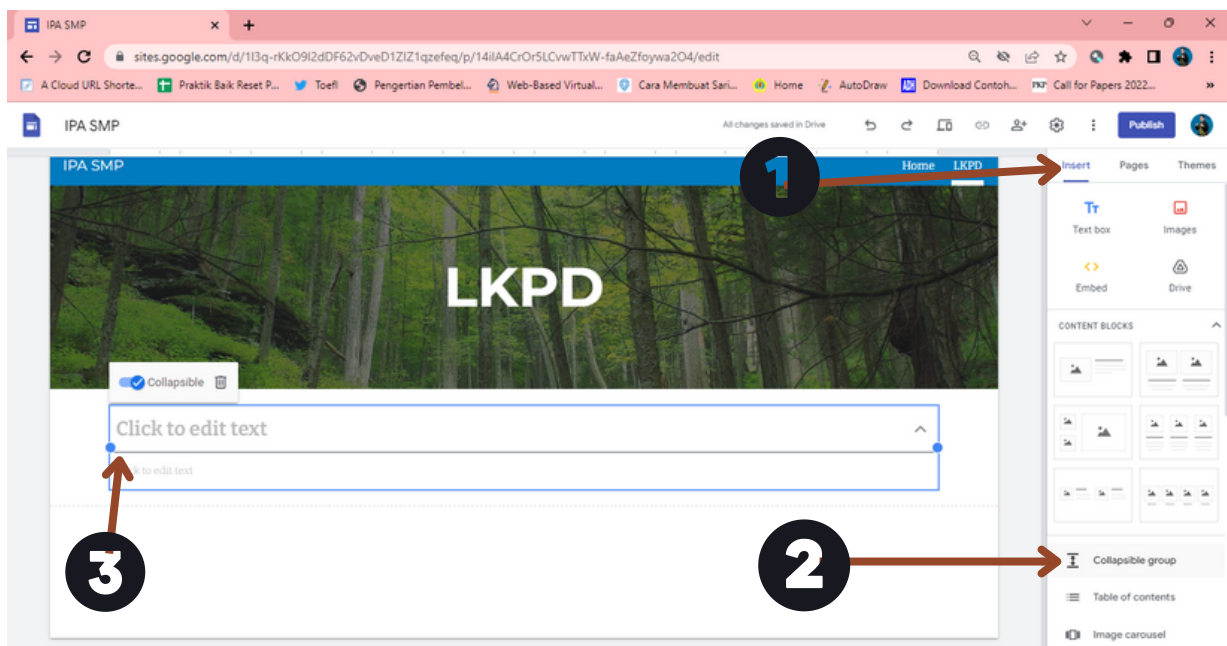 IPA SMP
sites.google.com/d/1I3q-rKkO9I2dDF62vDveD1ZIZ1qzefeq/p/14iIA4CrOr5LCvwTTxW-faAeZfoywa2O4/edit
A Cloud URL Shorte... Praktik Baik Reset P... Toefl Pengertian Pembel... Web-Based Virtual... Cara Membuat Sari... Home AutoDraw Download Contoh... Call for Papers 2022...
IPA SMP All changes saved in Drive Publish
IPA SMP Home LKPD
1
Insert Pages Themes
Text box Images
Embed Drive
LKPD
CONTENT BLOCKS
Collapsible
Click to edit text
to edit text
2
3
Collapsible group
Table of contents
Image carousel